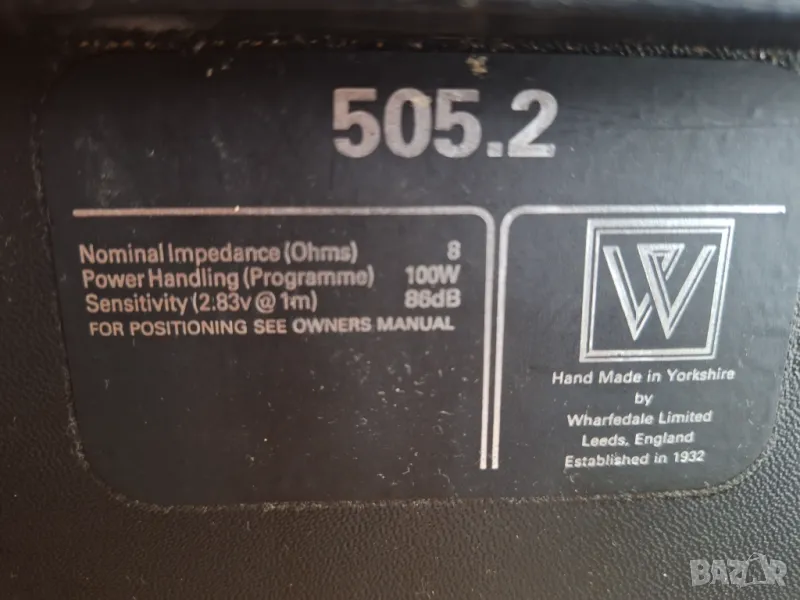 505.2
Nominal Impedance (Ohms) 8
Power Handling (Programme) 100W
Sensitivity (2.83v @ 1m) 86dB
FOR POSITIONING SEE OWNERS MANUAL
W
Hand Made in Yorkshire
by
Wharfedale Limited
Leeds, England
Established in 1932
BAZAR